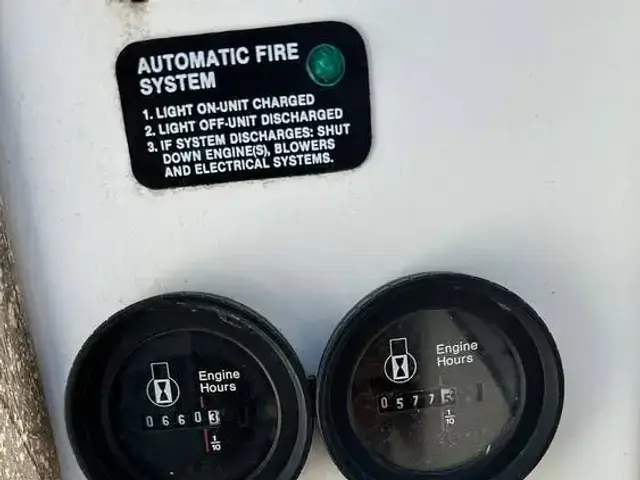 AUTOMATIC FIRE
SYSTEM
1. LIGHT ON-UNIT CHARGED
2. LIGHT OFF-UNIT DISCHARGED
3. IF SYSTEM DISCHARGES: SHUT
DOWN ENGINE(S), BLOWERS
AND ELECTRICAL SYSTEMS.
Engine
Hours
06603
1/10
Engine
Hours
05775
1/10